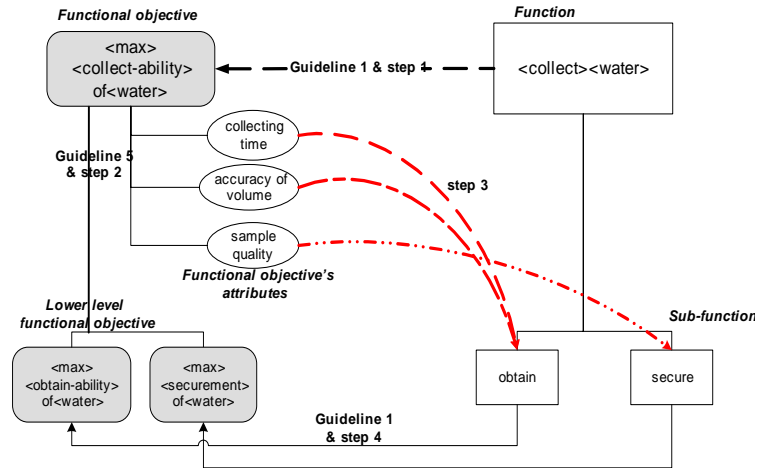 Functional objective
Function
<max>
<collect-ability>
of<water>
Guideline 1 & step 1
<collect><water>
collecting
time
Guideline 5
& step 2
accuracy of
volume
step 3
sample
quality
Functional objective's
attributes
Lower level
functional objective
Sub-function
<max>
<obtain-ability>
of<water>
<max>
<securement>
of<water>
obtain
secure
Guideline 1
& step 4